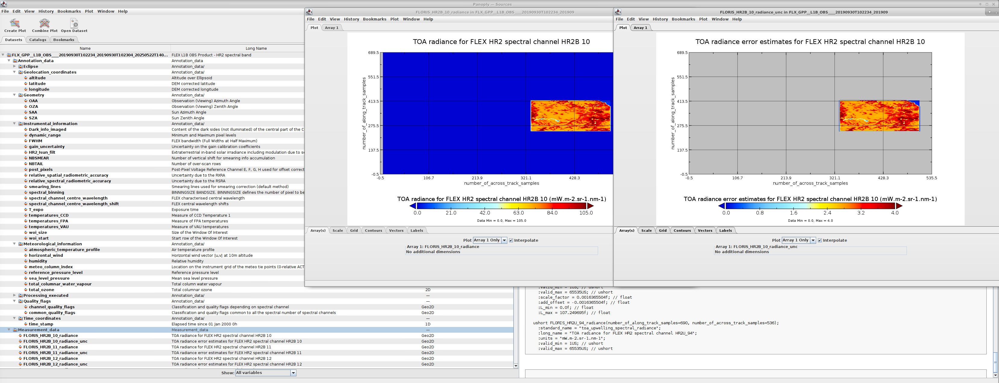 Panoply — Sources
File Edit View History Bookmarks Plot Window Help
Create Plot Combine Plot Open Dataset
Datasets Catalogs Bookmarks
Name Long Name
FLX_GPP__L1B_OBS____20190930T102234_20190930T102304_20250522T140... FLEX L1B OBS Product - HR2 spectral band
Annotation_data Annotation_data
Eclipse Annotation_data/
Geolocation_coordinates Annotation_data/
altitude Altitude over Ellipsoid
latitude DEM corrected latitude
longitude DEM corrected longitude
Geometry Annotation_data/
OAA Observation (Viewing) Azimuth Angle
OZA Observation (Viewing) Zenith Angle
SAA Sun Azimuth Angle
SZA Sun Zenith Angle
Instrumental_information Annotation_data/
Dark_info_imaged Content of the dark sides (not illuminated) of the central part of the C
dynamic_range Minimum and Maximum pixel levels
FWHM FLEX bandwidth (Full Widths at Half Maximum)
gain_uncertainty Uncertainty on the gain calibration coefficients
HR2_Isun_filt Extraterrestrial in-band solar irradiance including modulation due to s
NBSMEAR Number of vertical shift for smearing info accumulation
NBTAIL Number of over-scan rows
post_pixels Post-Pixel Voltage Reference Channel E, F, G, H used for offset correct
relative_spatial_radiometric_accuracy Uncertainty due to the RXRA
relative_spectral_radiometric_accuracy Uncertainty due to the RSRA
smearing_lines Smearing lines used for smearing correction (default method)
spectral_binning BINNINGSIZE BANDSIZE. BINNINGSIZE defines the number of pixel to be
spectral_channel_centre_wavelength FLEX characterised central wavelength
spectral_channel_centre_wavelength_shift FLEX central wavelength shifts
T_expo Exposure time
temperatures_CCD Measure of CCD Temperature 1
temperatures_FPA Measure of FPA temperatures
temperatures_VAU Measure of VAU temperatures
woi_size Size of the Window Of Interest
woi_start Start row of the Window Of Interest
Meteorological_information Annotation_data/
atmospheric_temperature_profile Air temperature profile
horizontal_wind Horizontal wind vector [u,v] at 10m altitude
humidity Relative humidity
meteo_column_index Location on the instrument grid of the meteo tie points (0-relative ACT
reference_pressure_level Reference pressure level
sea_level_pressure Mean sea level pressure
total_columnar_water_vapour Total column water vapour
total_ozone Total columnar ozone 2D
Processing_executed Annotation_data/ —
Quality_flags Annotation_data/ —
channel_quality_flags Classification and quality flags depending on spectral channel Geo2D
common_quality_flags Classification and quality flags common to all the spectral number of spectral channels Geo2D
Time_coordinates Annotation_data/ —
time_stamp Elapsed time since 01 Jan 2000 0h 1D
Measurement_data Measurement_data —
FLORIS_HR2B_10_radiance TOA radiance for FLEX HR2 spectral channel HR2B 10 Geo2D
FLORIS_HR2B_10_radiance_unc TOA radiance error estimates for FLEX HR2 spectral channel HR2B 10 Geo2D
FLORIS_HR2B_11_radiance TOA radiance for FLEX HR2 spectral channel HR2B 11 Geo2D
FLORIS_HR2B_11_radiance_unc TOA radiance error estimates for FLEX HR2 spectral channel HR2B 11 Geo2D
FLORIS_HR2B_12_radiance TOA radiance for FLEX HR2 spectral channel HR2B 12 Geo2D
FLORIS_HR2B_12_radiance_unc TOA radiance error estimates for FLEX HR2 spectral channel HR2B 12 Geo2D
Show: All variables
FLORIS_HR2B_10_radiance in FLX_GPP__L1B_OBS____20190930T102234_201909
File Edit View History Bookmarks Plot Window Help
Plot Array 1
TOA radiance for FLEX HR2 spectral channel HR2B 10
number_of_along_track_samples
689.5
551.5
413.5
275.5
137.5
-0.5
-0.5 106.7 213.9 321.1 428.3
number_of_across_track_samples
TOA radiance for FLEX HR2 spectral channel HR2B 10 (mW.m-2.sr-1.nm-1)
0.0 21.0 42.0 63.0 84.0 105.0
Data Min = 0.0, Max = 105.0
Array(s) Scale Grid Contours Vectors Labels
Plot Array 1 Only Interpolate
Array 1: FLORIS_HR2B_10_radiance
No additional dimensions
FLORIS_HR2B_10_radiance_unc in FLX_GPP__L1B_OBS____20190930T102234_201909
File Edit View History Bookmarks Plot Window Help
Plot Array 1
TOA radiance error estimates for FLEX HR2 spectral channel HR2B 10
number_of_along_track_samples
689.5
551.5
413.5
275.5
137.5
-0.5
-0.5 106.7 213.9 321.1 428.3 535.5
number_of_across_track_samples
TOA radiance error estimates for FLEX HR2 spectral channel HR2B 10 (mW.m-2.sr-1.nm-1)
0.0 0.8 1.6 2.4 3.2 4.0
Data Min = 0.0, Max = 4.0
Array(s) Scale Grid Contours Vectors Labels
Plot Array 1 Only Interpolate
Array 1: FLORIS_HR2B_10_radiance_unc
No additional dimensions
:valid_min = 1US; // ushort
:valid_max = 65535US; // ushort
:scale_factor = 0.0016365504f; // float
:add_offset = -0.0016365504f; // float
:L_min = 0.0f; // float
:L_max = 107.249695f; // float
ushort FLORIS_HR2U_94_radiance(number_of_along_track_samples=690, number_of_across_track_samples=536);
:standard_name = "toa_upwelling_spectral_radiance";
:long_name = "TOA radiance for FLEX HR2 spectral channel HR2U_94";
:units = "mW.m-2.sr-1.nm-1";
:valid_min = 1US; // ushort
:valid_max = 65535US; // ushort